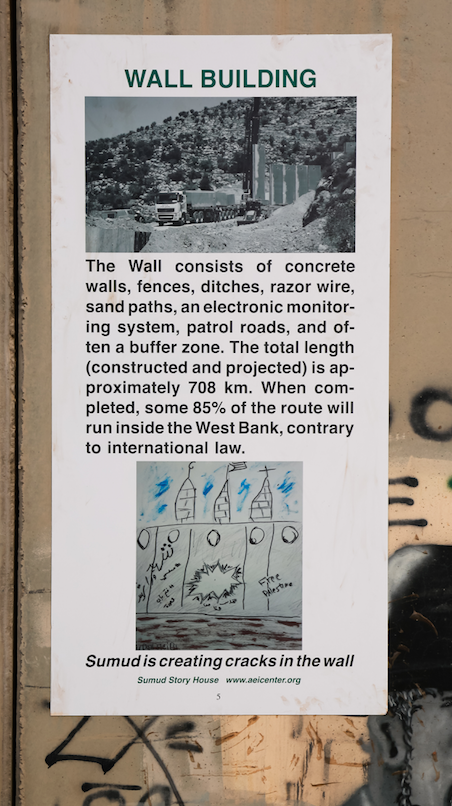 WALL BUILDING
The Wall consists of concrete
walls, fences, ditches, razor wire,
sand paths, an electronic monitor-
ing system, patrol roads, and of-
ten a buffer zone. The total length
(constructed and projected) is ap-
proximately 708 km. When com-
pleted, some 85% of the route will
run inside the West Bank, contrary
to international law.
Free
Palestine
Sumud is creating cracks in the wall
Sumud Story House www.aeicenter.org
5